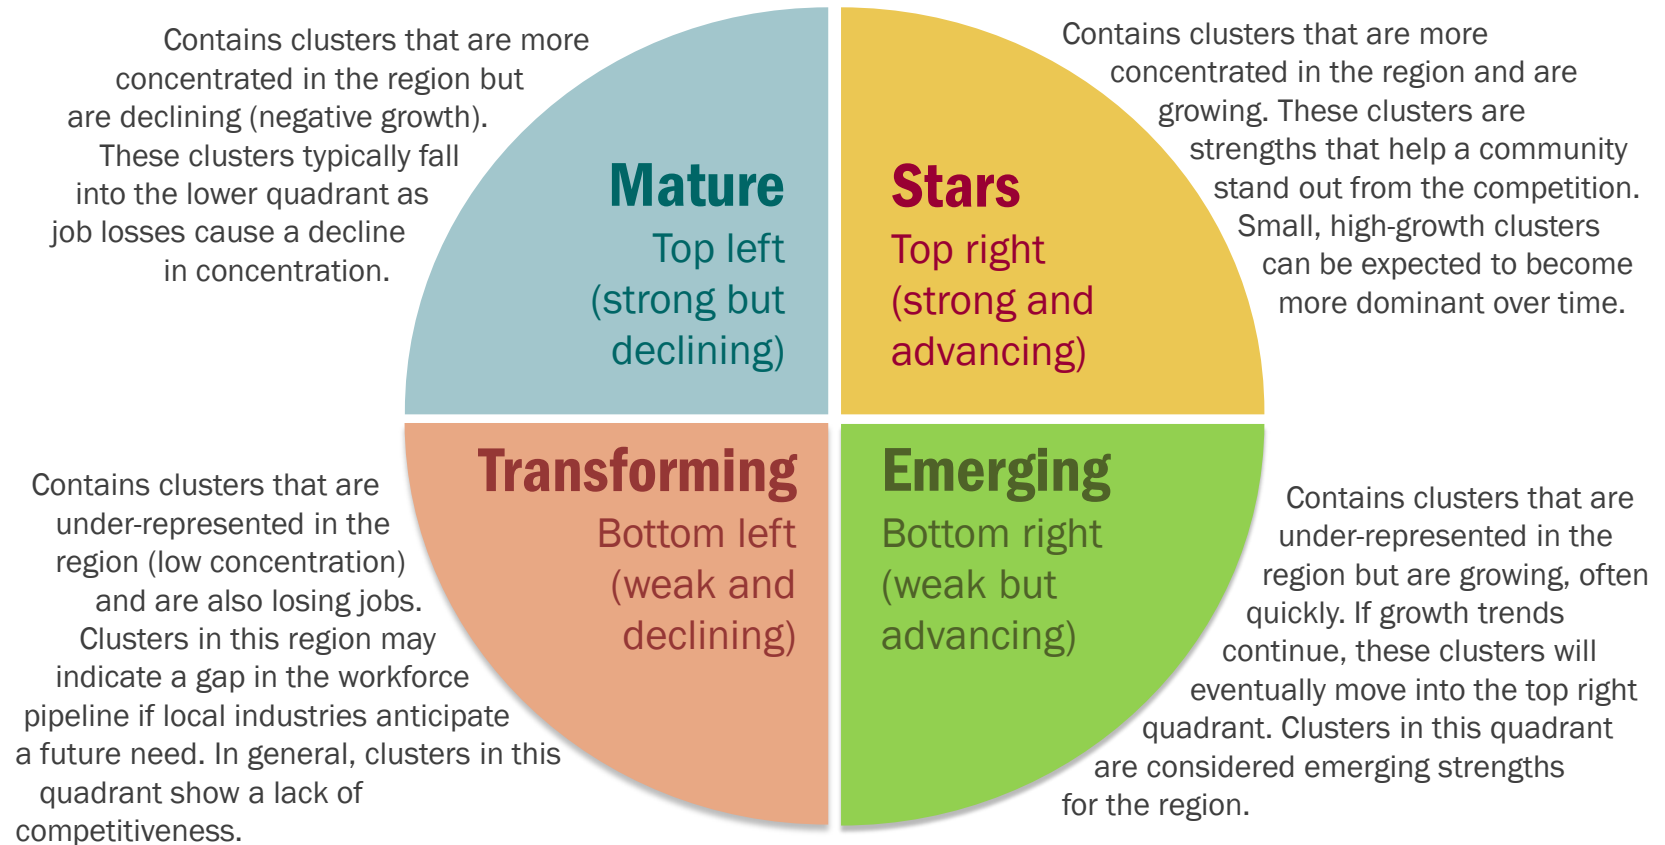 Contains clusters that are more
concentrated in the region but
are declining (negative growth).
These clusters typically fall
into the lower quadrant as
job losses cause a decline
in concentration.
Mature
Top left
(strong but
declining)
Stars
Top right
(strong and
advancing)
Contains clusters that are more
concentrated in the region and are
growing. These clusters are
strengths that help a community
stand out from the competition.
Small, high-growth clusters
can be expected to become
more dominant over time.
Contains clusters that are
under-represented in the
region (low concentration)
and are also losing jobs.
Clusters in this region may
indicate a gap in the workforce
pipeline if local industries anticipate
a future need. In general, clusters in this
quadrant show a lack of
competitiveness.
Transforming
Bottom left
(weak and
declining)
Emerging
Bottom right
(weak but
advancing)
Contains clusters that are
under-represented in the
region but are growing, often
quickly. If growth trends
continue, these clusters will
eventually move into the top right
quadrant. Clusters in this quadrant
are considered emerging strengths
for the region.